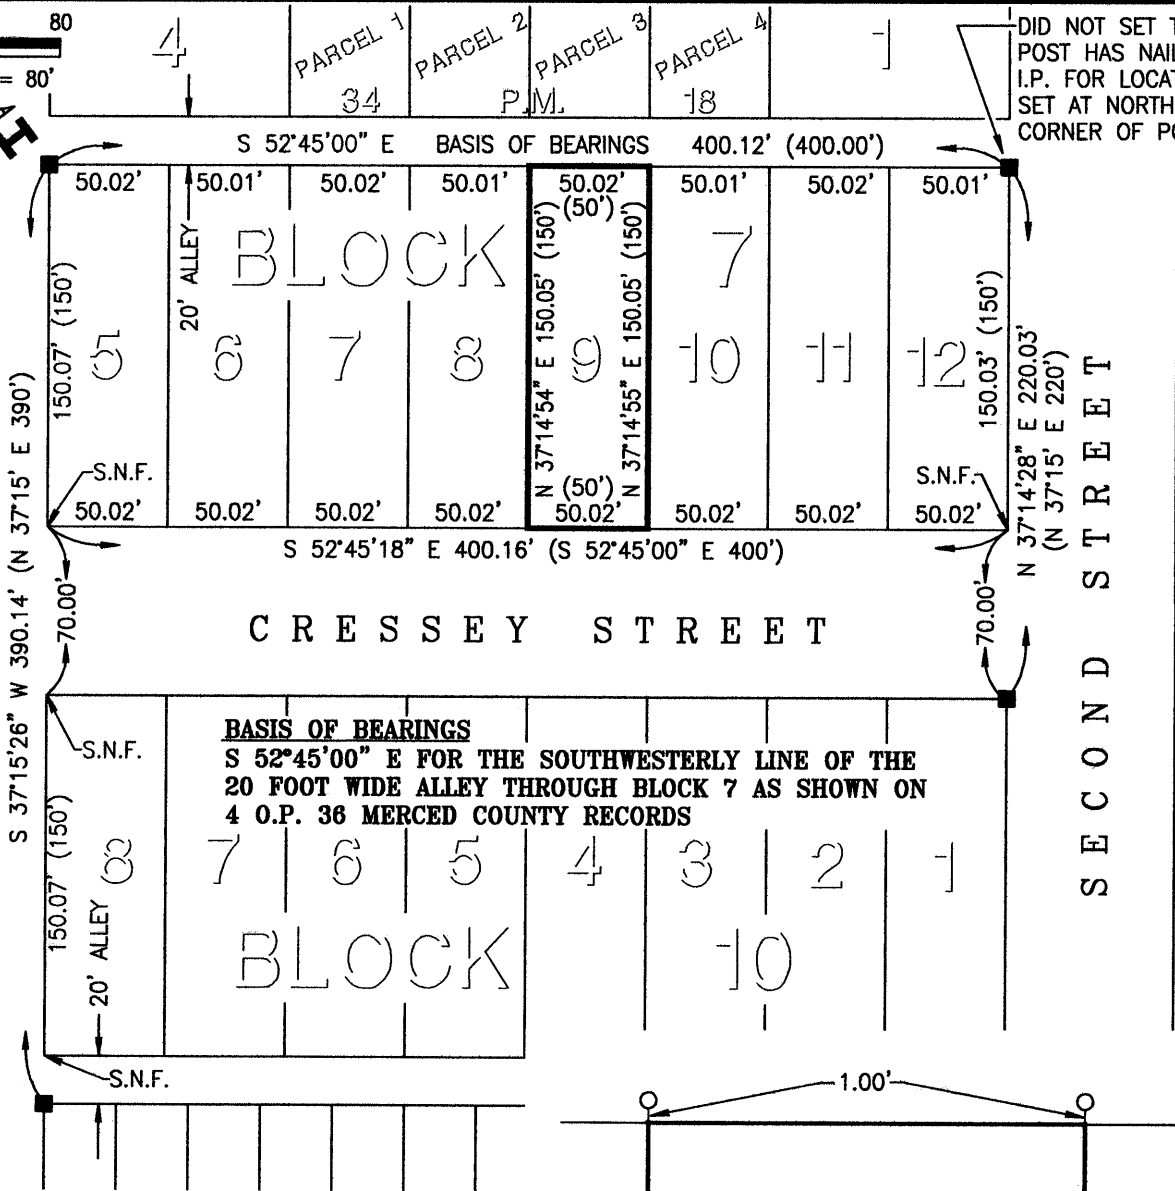 80
= 80'
4
PARCEL 1
PARCEL 2
PARCEL 3
PARCEL 4
1
34
P.M.
18
DID NOT SET
POST HAS NAIL
I.P. FOR LOCAT
SET AT NORTH
CORNER OF PO
S 52°45'00" E BASIS OF BEARINGS 400.12' (400.00')
50.02' 50.01' 50.02' 50.01' 50.02' 50.01' 50.02' 50.01'
(50')
20' ALLEY
BLOCK 7
150.07' (150')
N 37°14'54" E 150.05' (150')
N 37°14'55" E 150.05' (150')
150.03' (150')
5 6 7 8 9 10 11 12
S 37°15'26" W 390.14' (N 37°15' E 390')
N 37°14'28" E 220.03'
(N 37°15' E 220')
SECOND STREET
S.N.F.
S.N.F.
(50')
50.02' 50.02' 50.02' 50.02' 50.02' 50.02' 50.02' 50.02'
S 52°45'18" E 400.16' (S 52°45'00" E 400')
70.00'
CRESSEY STREET
70.00'
S.N.F.
BASIS OF BEARINGS
S 52°45'00" E FOR THE SOUTHWESTERLY LINE OF THE
20 FOOT WIDE ALLEY THROUGH BLOCK 7 AS SHOWN ON
4 O.P. 36 MERCED COUNTY RECORDS
150.07' (150')
8 7 6 5 4 3 2 1
20' ALLEY
BLOCK 10
S.N.F.
1.00'